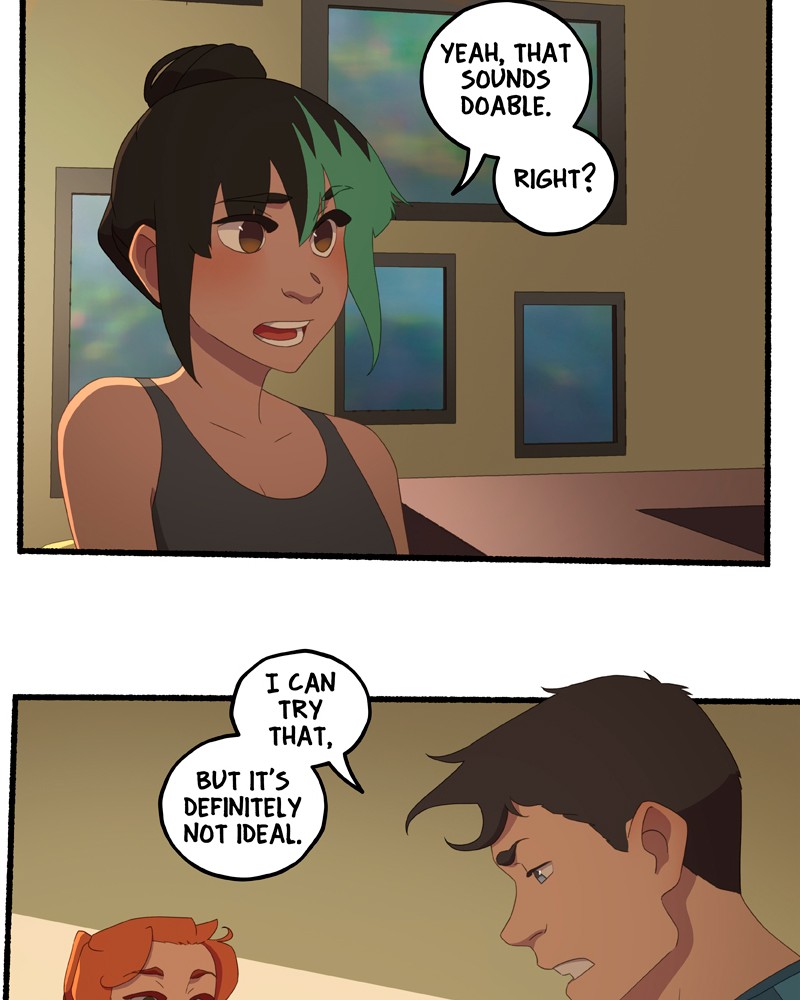 YEAH, THAT
SOUNDS
DOABLE.
RIGHT?
I CAN
TRY
THAT,
BUT IT'S
DEFINITELY
NOT IDEAL.